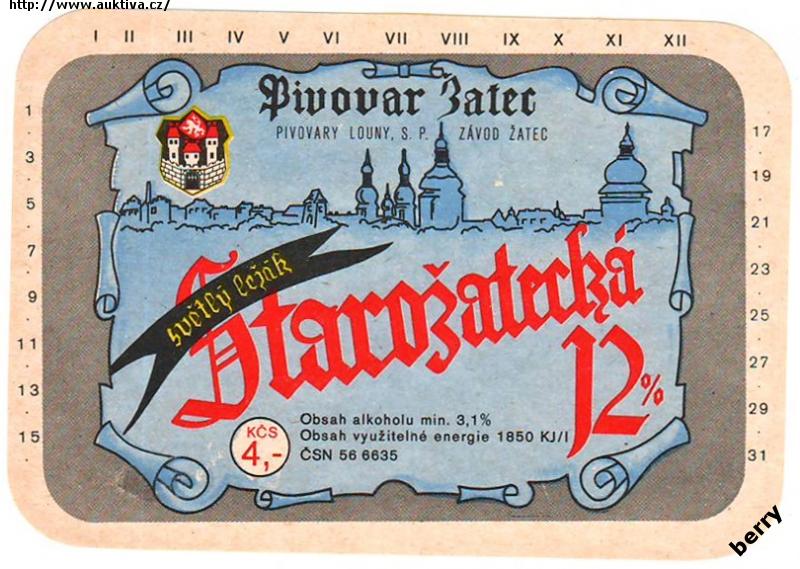 http://www.auktiva.cz/
I II III IV V VI VII VIII IX X XI XII
Pivovar Žatec
PIVOVARY LOUNY, S. P. ZÁVOD ŽATEC
1
3
5
7
9
11
13
15
17
19
21
23
25
27
29
31
světlý ležák
Starožatecká
12%
KČS
4,-
Obsah alkoholu min. 3,1%
Obsah využitelné energie 1850 KJ/l
ČSN 56 6635
berry